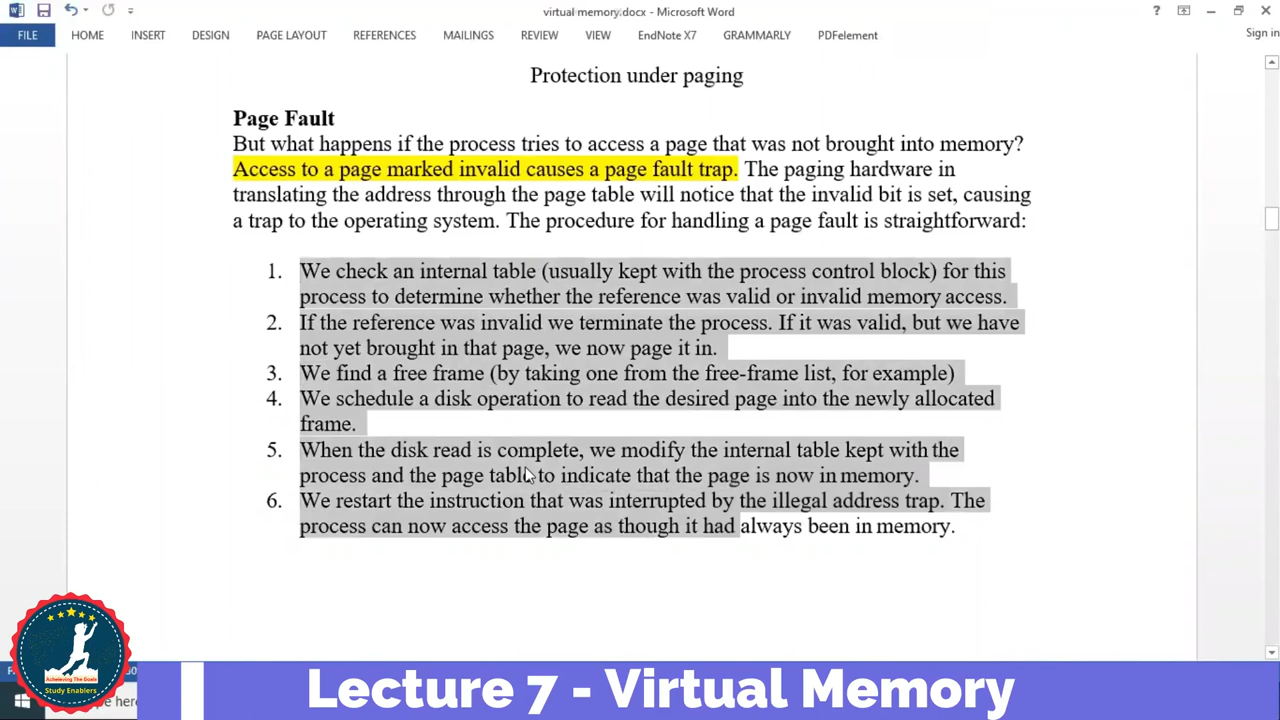 virtual memory.docx - Microsoft Word
?
FILE HOME INSERT DESIGN PAGE LAYOUT REFERENCES MAILINGS REVIEW VIEW EndNote X7 GRAMMARLY PDFelement Sign in
Protection under paging
Page Fault
But what happens if the process tries to access a page that was not brought into memory?
Access to a page marked invalid causes a page fault trap. The paging hardware in
translating the address through the page table will notice that the invalid bit is set, causing
a trap to the operating system. The procedure for handling a page fault is straightforward:
1. We check an internal table (usually kept with the process control block) for this
process to determine whether the reference was valid or invalid memory access.
2. If the reference was invalid we terminate the process. If it was valid, but we have
not yet brought in that page, we now page it in.
3. We find a free frame (by taking one from the free-frame list, for example)
4. We schedule a disk operation to read the desired page into the newly allocated
frame.
5. When the disk read is complete, we modify the internal table kept with the
process and the page table to indicate that the page is now in memory.
6. We restart the instruction that was interrupted by the illegal address trap. The
process can now access the page as though it had always been in memory.
Acheieving The Goals
Study Enablers
here
Lecture 7 - Virtual Memory